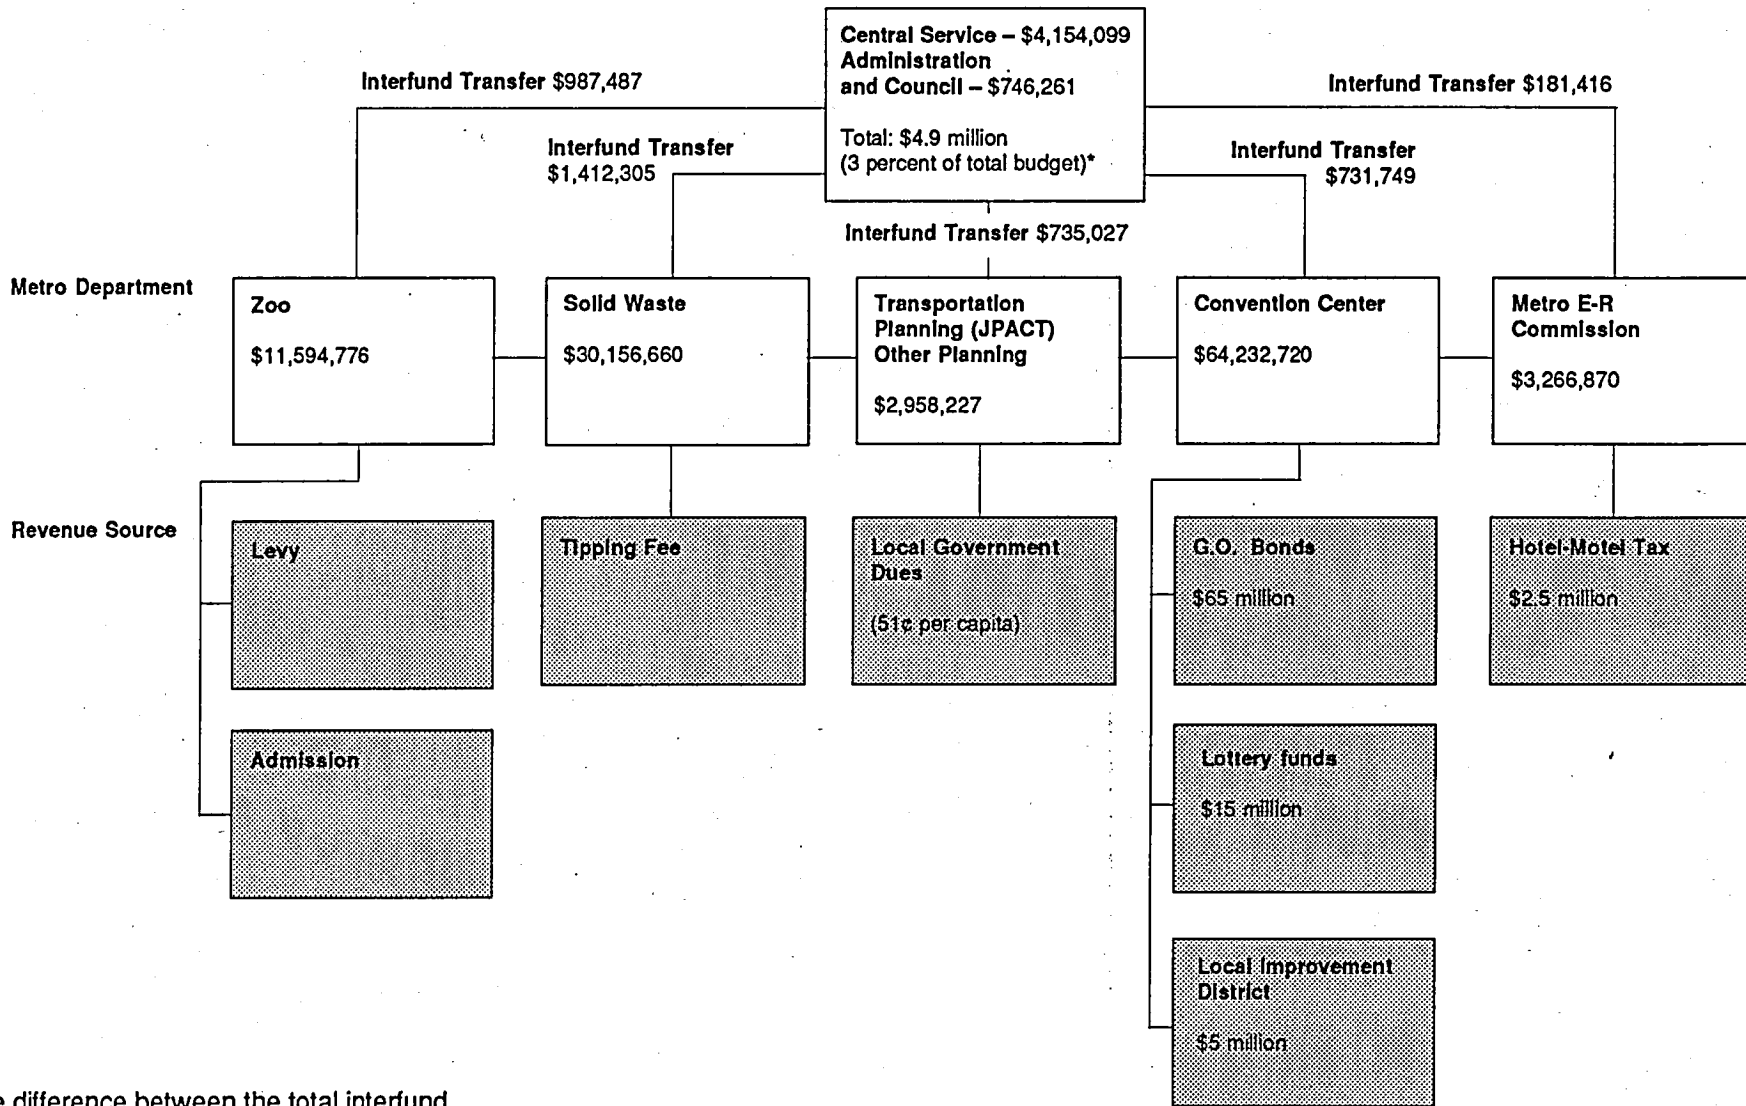 Central Service – $4,154,099
Administration
and Council – $746,261
Total: $4.9 million
(3 percent of total budget)*
Interfund Transfer $987,487
Interfund Transfer $181,416
Interfund Transfer
$1,412,305
Interfund Transfer
$731,749
Interfund Transfer $735,027
Metro Department
Zoo
$11,594,776
Solid Waste
$30,156,660
Transportation
Planning (JPACT)
Other Planning
$2,958,227
Convention Center
$64,232,720
Metro E-R
Commission
$3,266,870
Revenue Source
Levy
Tipping Fee
Local Government
Dues
(51¢ per capita)
G.O. Bonds
$65 million
Hotel-Motel Tax
$2.5 million
Admission
Lottery funds
$15 million
Local Improvement
District
$5 million
difference between the total interfund